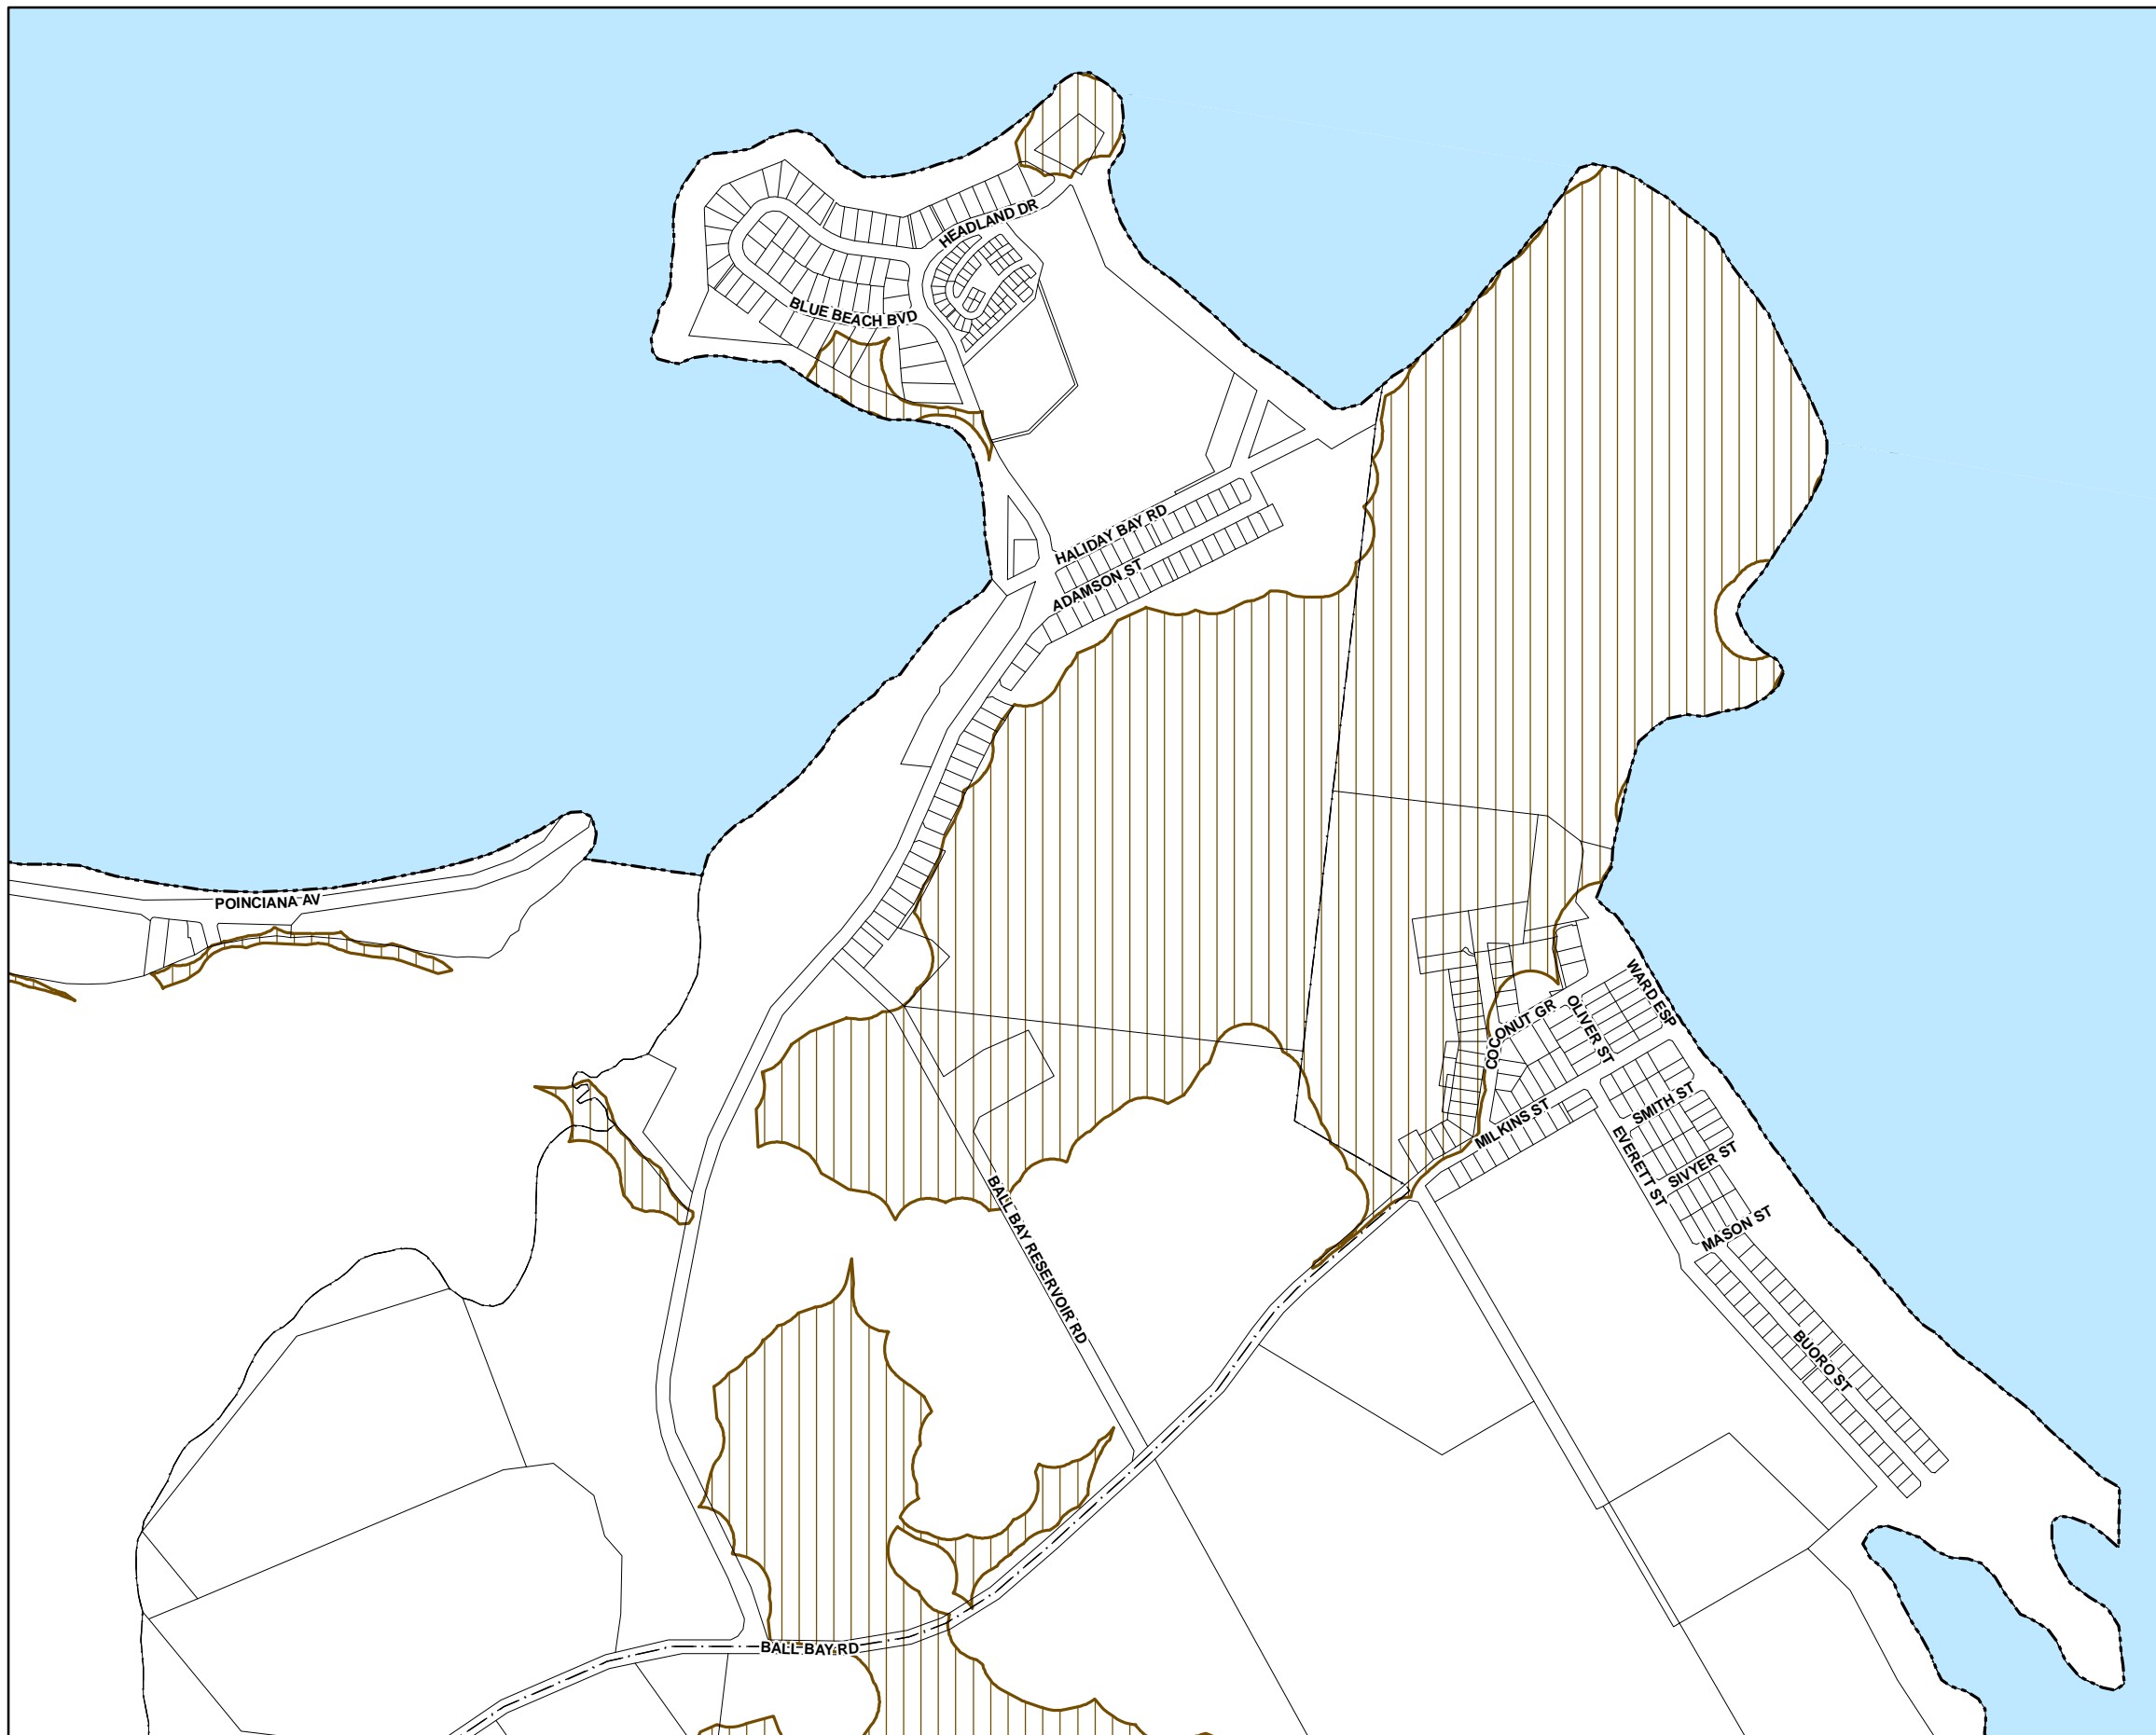 HEADLAND DR
BLUE BEACH BVD
HALIDAY BAY RD
ADAMSON ST
POINCIANA AV
WARD ESP
OLIVER ST
COCONUT GR
SMITH ST
MILKINS ST
EVERETT ST
SIVYER ST
MASON ST
BALL BAY RESERVOIR RD
BUORO ST
BALL BAY RD